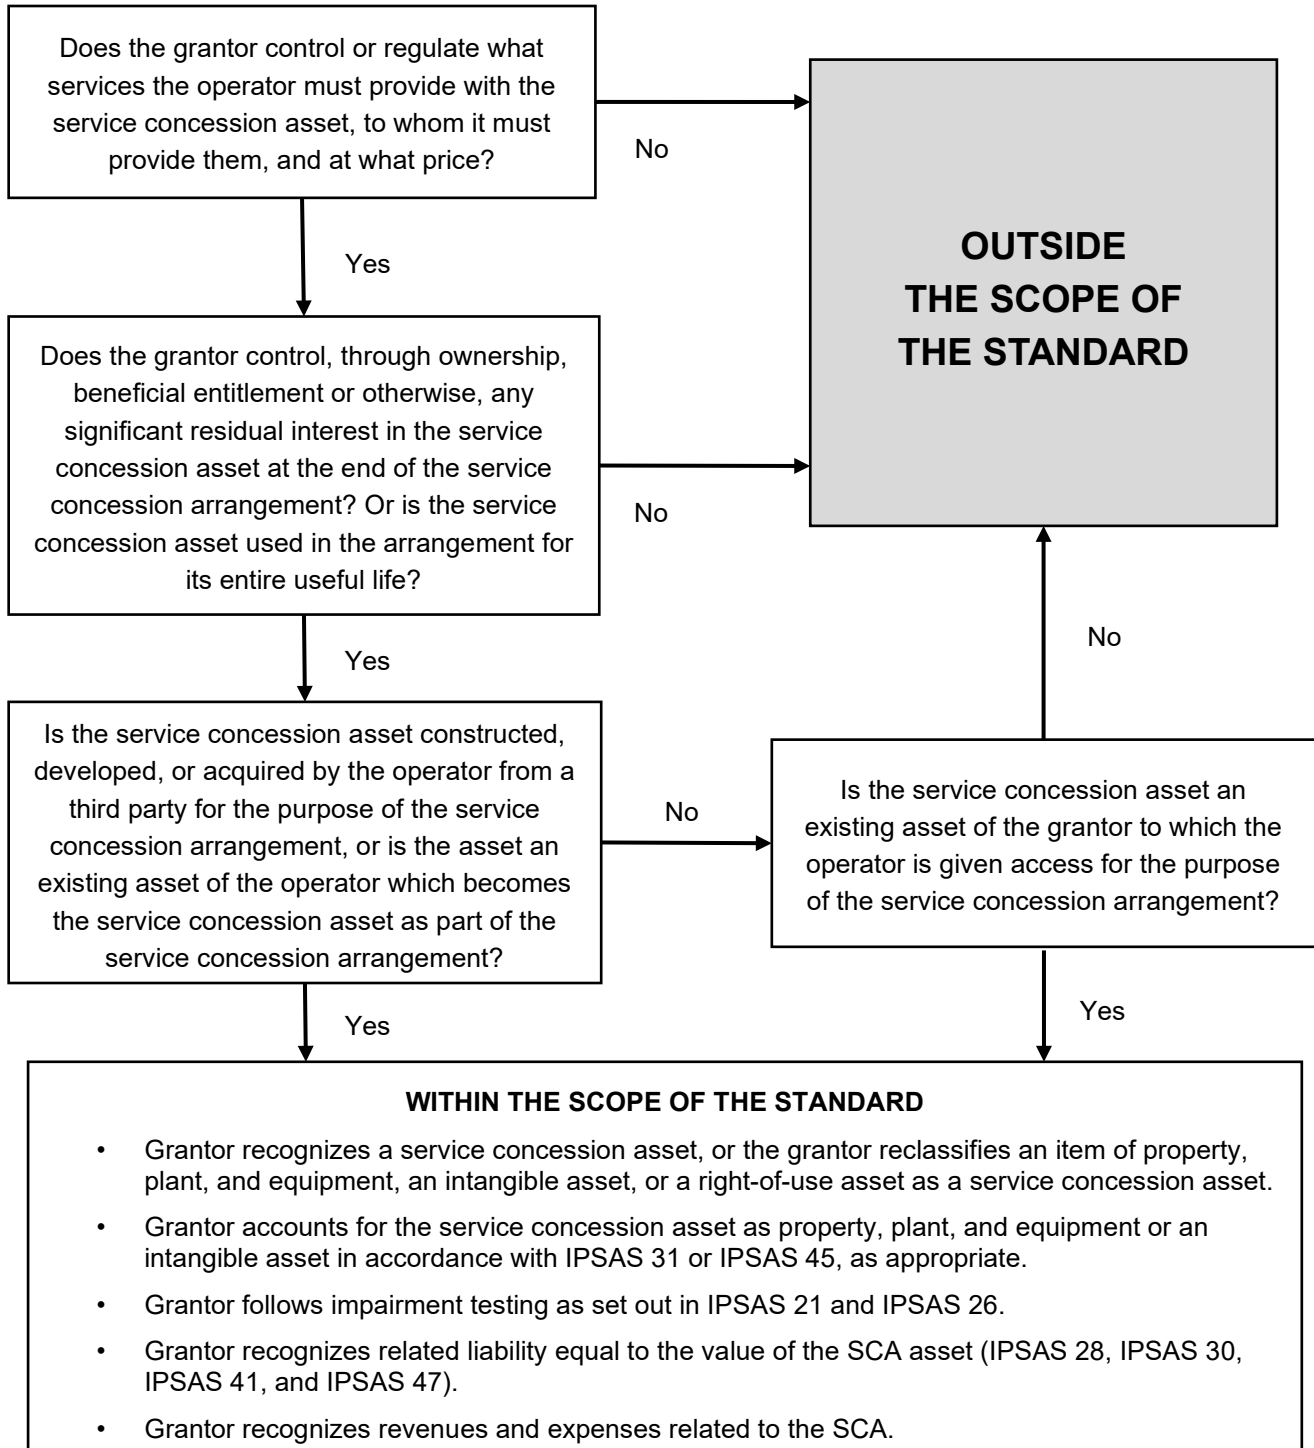 Does the grantor control or regulate what
services the operator must provide with the
service concession asset, to whom it must
provide them, and at what price?
No
OUTSIDE
THE SCOPE OF
THE STANDARD
Yes
Does the grantor control, through ownership,
beneficial entitlement or otherwise, any
significant residual interest in the service
concession asset at the end of the service
concession arrangement? Or is the service
concession asset used in the arrangement for
its entire useful life?
No
Yes
No
Is the service concession asset constructed,
developed, or acquired by the operator from a
third party for the purpose of the service
concession arrangement, or is the asset an
existing asset of the operator which becomes
the service concession asset as part of the
service concession arrangement?
No
Is the service concession asset an
existing asset of the grantor to which the
operator is given access for the purpose
of the service concession arrangement?
Yes
Yes
WITHIN THE SCOPE OF THE STANDARD
• Grantor recognizes a service concession asset, or the grantor reclassifies an item of property,
plant, and equipment, an intangible asset, or a right-of-use asset as a service concession asset.
• Grantor accounts for the service concession asset as property, plant, and equipment or an
intangible asset in accordance with IPSAS 31 or IPSAS 45, as appropriate.
• Grantor follows impairment testing as set out in IPSAS 21 and IPSAS 26.
• Grantor recognizes related liability equal to the value of the SCA asset (IPSAS 28, IPSAS 30,
IPSAS 41, and IPSAS 47).
• Grantor recognizes revenues and expenses related to the SCA.